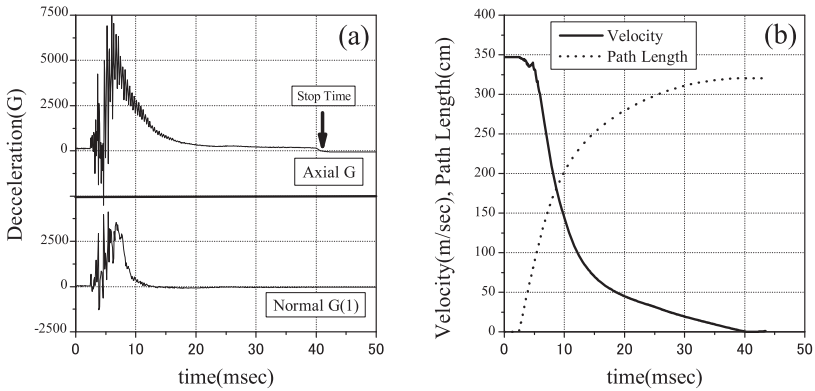 (a)
7500
5000
2500
0
Stop Time
Axial G
2500
0
-2500
Normal G(1)
0
10
20
30
40
50
Decceleration(G)
time(msec)
(b)
400
350
300
250
200
150
100
50
0
Velocity
Path Length
0
10
20
30
40
50
Velocity(m/sec), Path Length(cm)
time(msec)